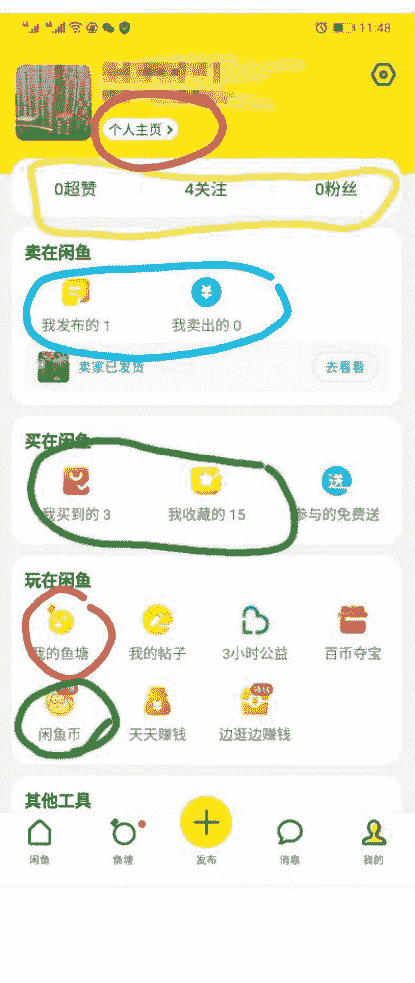 11:48
个人主页 >
0超赞 4关注 0粉丝
卖在闲鱼
我发布的 1 我卖出的 0
卖家已发货 去看看
买在闲鱼
我买到的 3 我收藏的 15 参与的免费送
玩在闲鱼
我的鱼塘 我的帖子 3小时公益 百币夺宝
闲鱼币 天天赚钱 边逛边赚钱
其他工具
闲鱼 鱼塘 发布 消息 我的